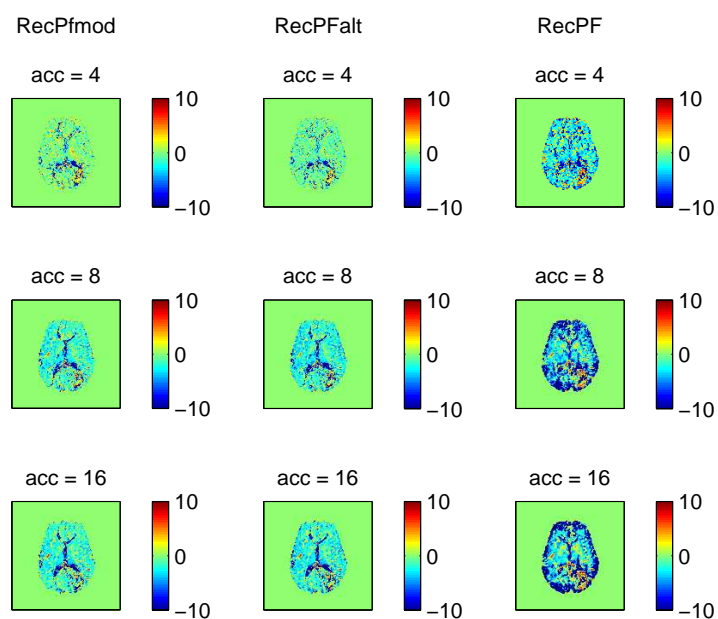 RecPfmod RecPFalt RecPF
acc = 4 acc = 4 acc = 4
10 10 10
0 0 0
−10 −10 −10
acc = 8 acc = 8 acc = 8
10 10 10
0 0 0
−10 −10 −10
acc = 16 acc = 16 acc = 16
10 10 10
0 0 0
−10 −10 −10